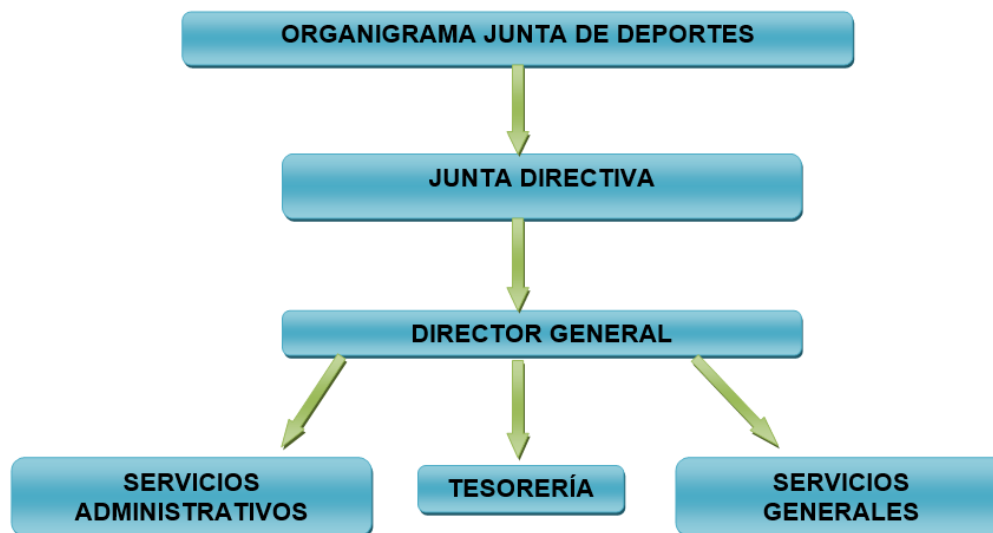 ORGANIGRAMA JUNTA DE DEPORTES
JUNTA DIRECTIVA
DIRECTOR GENERAL
SERVICIOS
ADMINISTRATIVOS
TESORERÍA
SERVICIOS
GENERALES